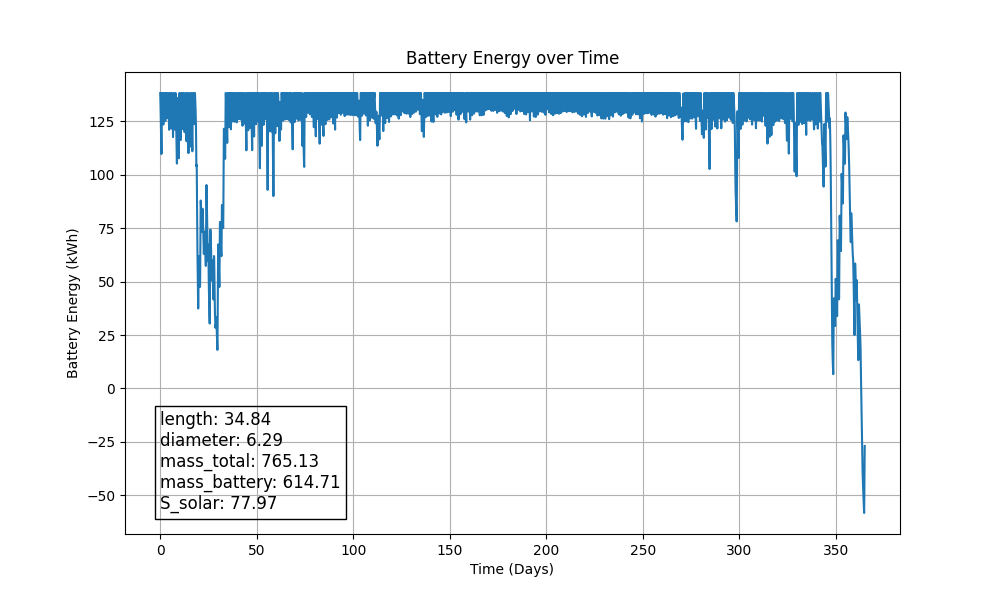 Battery Energy over Time
Battery Energy (kWh)
125
100
75
50
25
0
−25
−50
length: 34.84
diameter: 6.29
mass_total: 765.13
mass_battery: 614.71
S_solar: 77.97
0 50 100 150 200 250 300 350
Time (Days)